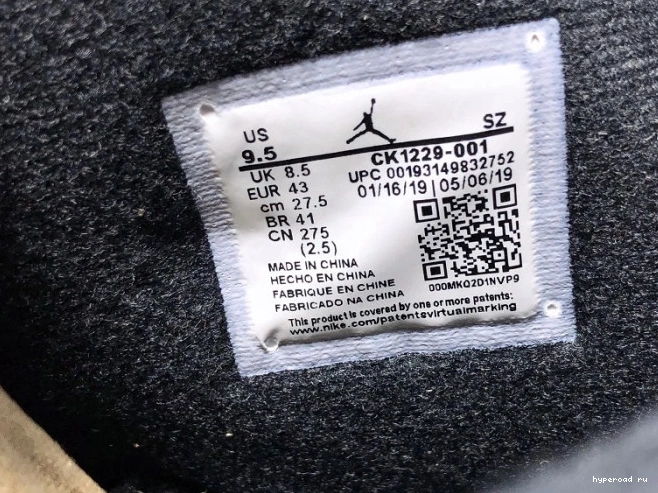 US
SZ
9.5
CK1229-001
UK 8.5
UPC 00193149832752
EUR 43
01/16/19 | 05/06/19
cm 27.5
BR 41
CN 275
(2.5)
MADE IN CHINA
HECHO EN CHINA
FABRIQUE EN CHINE
FABRICADO NA CHINA
000MKQ2D1NVP9
This product is covered by one or more patents:
www.nike.com/patentsvirtualmarking
hyperoad ru